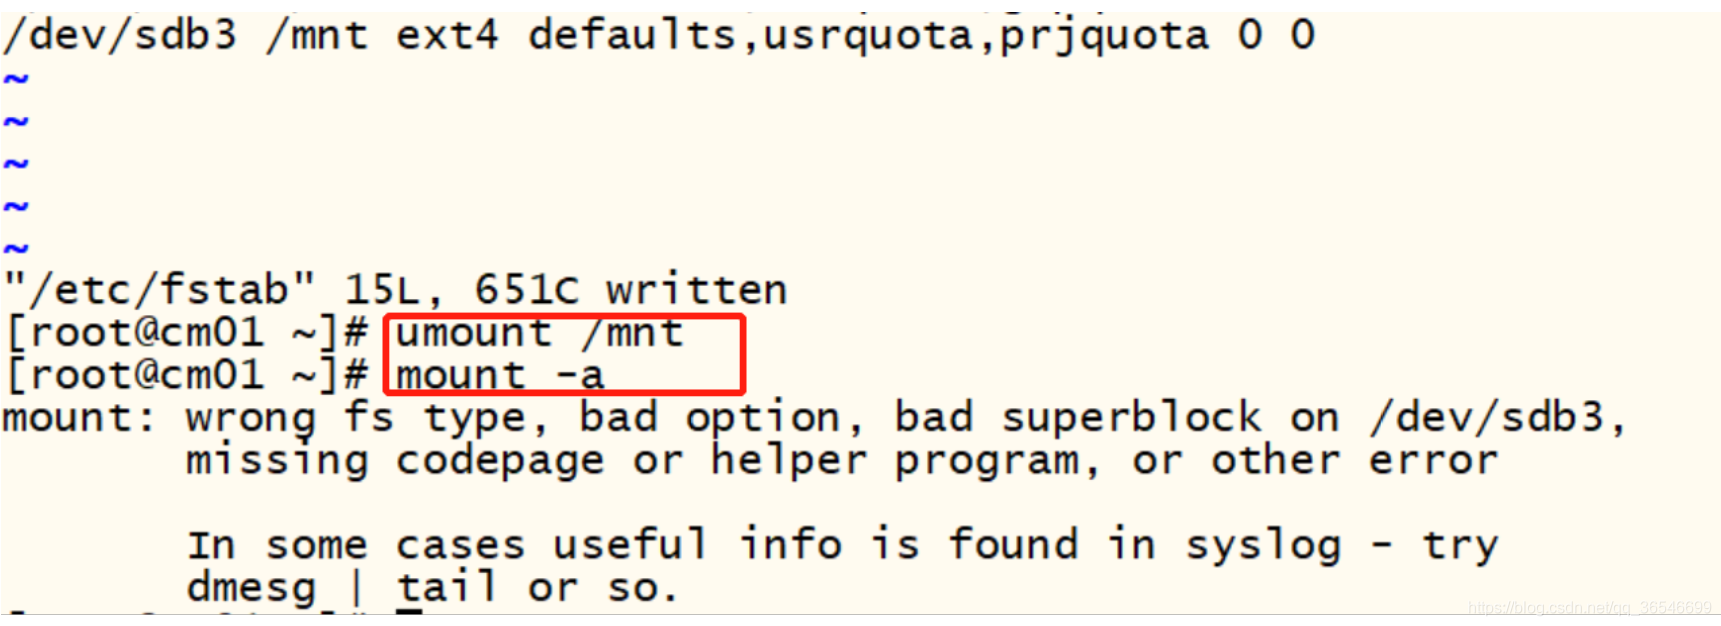 /dev/sdb3 /mnt ext4 defaults,usrquota,prjquota 0 0
~
~
~
~
~
"/etc/fstab" 15L, 651C written
[root@cm01 ~]# umount /mnt
[root@cm01 ~]# mount -a
mount: wrong fs type, bad option, bad superblock on /dev/sdb3,
missing codepage or helper program, or other error
In some cases useful info is found in syslog - try
dmesg | tail or so.
https://blog.csdn.net/qq_36546699